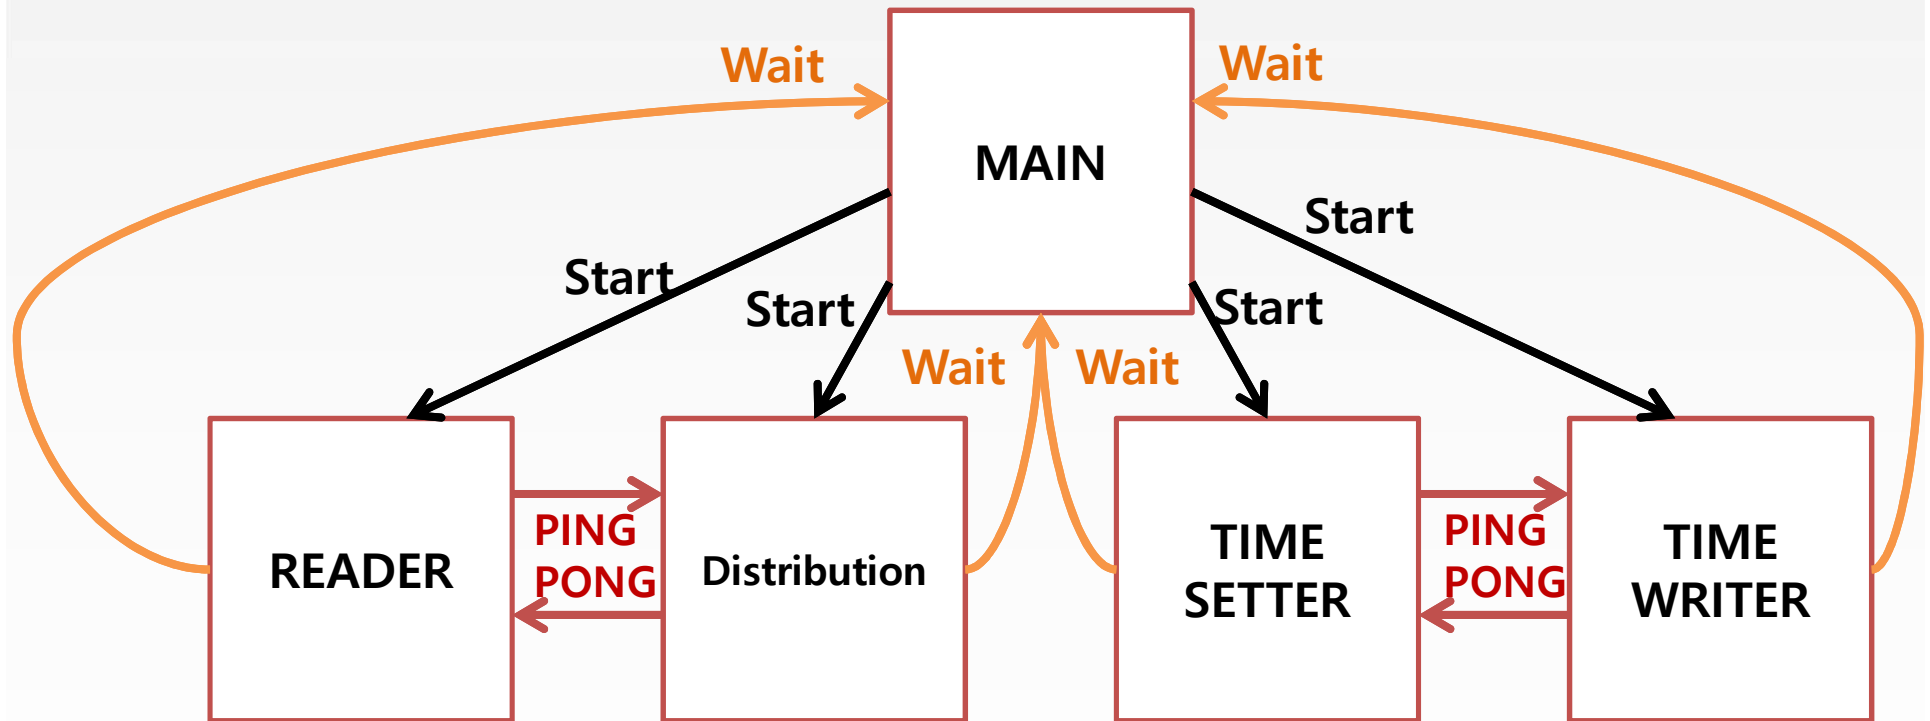 Wait
Wait
MAIN
Start
Start
Start
Start
Wait
Wait
READER
PING
PONG
Distribution
TIME
SETTER
PING
PONG
TIME
WRITER